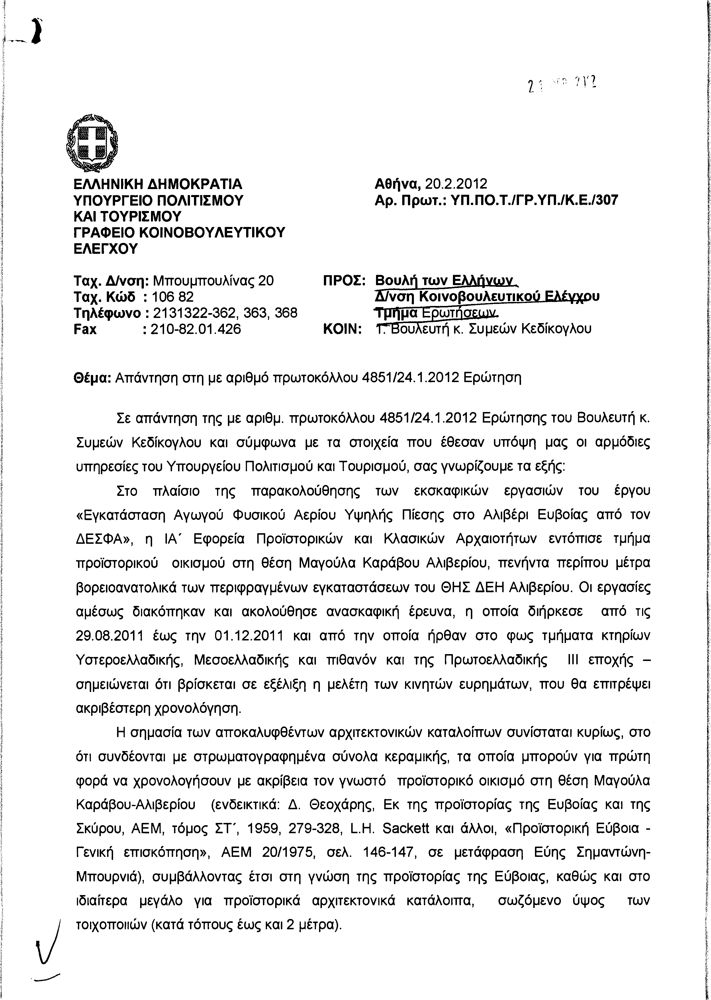 ΕΛΛΗΝΙΚΗ ΔΗΜΟΚΡΑΤΙΑ
ΥΠΟΥΡΓΕΙΟ ΠΟΛΙΤΙΣΜΟΥ
ΚΑΙ ΤΟΥΡΙΣΜΟΥ
ΓΡΑΦΕΙΟ ΚΟΙΝΟΒΟΥΛΕΥΤΙΚΟΥ
ΕΛΕΓΧΟΥ
Αθήνα, 20.2.2012
Αρ. Πρωτ.: ΥΠ.ΠΟ.Τ./ΓΡ.ΥΠ./Κ.Ε./307
Ταχ. Δ/νση: Μπουμπουλίνας 20
Ταχ. Κώδ : 106 82
Τηλέφωνο : 2131322-362, 363, 368
Fax : 210-82.01.426
ΠΡΟΣ: Βουλή των Ελλήνων
Δ/νση Κοινοβουλευτικού Ελέγχου
Τμήμα Ερωτήσεων
ΚΟΙΝ: 1. Βουλευτή κ. Συμεών Κεδίκογλου
Θέμα: Απάντηση στη με αριθμό πρωτοκόλλου 4851/24.1.2012 Ερώτηση
Σε απάντηση της με αριθμ. πρωτοκόλλου 4851/24.1.2012 Ερώτησης του Βουλευτή κ.
Συμεών Κεδίκογλου και σύμφωνα με τα στοιχεία που έθεσαν υπόψη μας οι αρμόδιες
υπηρεσίες του Υπουργείου Πολιτισμού και Τουρισμού, σας γνωρίζουμε τα εξής:
Στο πλαίσιο της παρακολούθησης των εκσκαφικών εργασιών του έργου
«Εγκατάσταση Αγωγού Φυσικού Αερίου Υψηλής Πίεσης στο Αλιβέρι Ευβοίας από τον
ΔΕΣΦΑ», η ΙΑ΄ Εφορεία Προϊστορικών και Κλασικών Αρχαιοτήτων εντόπισε τμήμα
προϊστορικού οικισμού στη θέση Μαγούλα Καράβου Αλιβερίου, πενήντα περίπου μέτρα
βορειοανατολικά των περιφραγμένων εγκαταστάσεων του ΘΗΣ ΔΕΗ Αλιβερίου. Οι εργασίες
αμέσως διακόπηκαν και ακολούθησε ανασκαφική έρευνα, η οποία διήρκεσε από τις
29.08.2011 έως την 01.12.2011 και από την οποία ήρθαν στο φως τμήματα κτηρίων
Υστεροελλαδικής, Μεσοελλαδικής και πιθανόν και της Πρωτοελλαδικής ΙΙΙ εποχής –
σημειώνεται ότι βρίσκεται σε εξέλιξη η μελέτη των κινητών ευρημάτων, που θα επιτρέψει
ακριβέστερη χρονολόγηση.
Η σημασία των αποκαλυφθέντων αρχιτεκτονικών καταλοίπων συνίσταται κυρίως, στο
ότι συνδέονται με στρωματογραφημένα σύνολα κεραμικής, τα οποία μπορούν για πρώτη
φορά να χρονολογήσουν με ακρίβεια τον γνωστό προϊστορικό οικισμό στη θέση Μαγούλα
Καράβου-Αλιβερίου (ενδεικτικά: Δ. Θεοχάρης, Εκ της προϊστορίας της Ευβοίας και της
Σκύρου, ΑΕΜ, τόμος ΣΤ΄, 1959, 279-328, L.H. Sackett και άλλοι, «Προϊστορική Εύβοια -
Γενική επισκόπηση», ΑΕΜ 20/1975, σελ. 146-147, σε μετάφραση Εύης Σημαντώνη-
Μπουρνιά), συμβάλλοντας έτσι στη γνώση της προϊστορίας της Εύβοιας, καθώς και στο
ιδιαίτερα μεγάλο για προϊστορικά αρχιτεκτονικά κατάλοιπα, σωζόμενο ύψος των
τοιχοποιιών (κατά τόπους έως και 2 μέτρα).